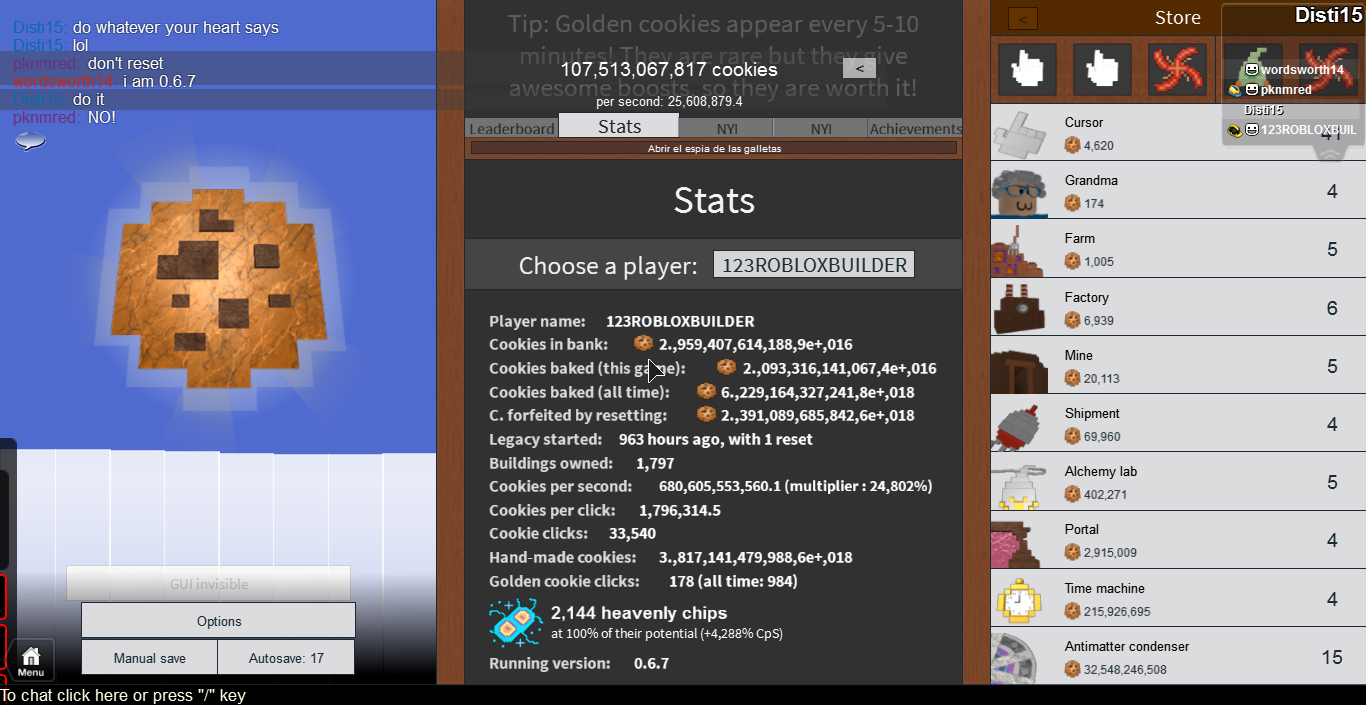 Disti15: do whatever your heart says
Disti15: lol
pknmred: don't reset
wordsworth14: i am 0.6.7
Disti15: do it
pknmred: NO!
GUI invisible
Options
Manual save
Autosave: 17
Menu
To chat click here or press "/" key
Tip: Golden cookies appear every 5-10
minutes! They are rare but they give
awesome boosts, so they are worth it!
107,513,067,817 cookies
<
per second: 25,608,879.4
Leaderboard
Stats
NYI
NYI
Achievements
Abrir el espia de las galletas
Stats
Choose a player: 123ROBLOXBUILDER
Player name: 123ROBLOXBUILDER
Cookies in bank: 2.,959,407,614,188,9e+,016
Cookies baked (this game): 2.,093,316,141,067,4e+,016
Cookies baked (all time): 6.,229,164,327,241,8e+,018
C. forfeited by resetting: 2.,391,089,685,842,6e+,018
Legacy started: 963 hours ago, with 1 reset
Buildings owned: 1,797
Cookies per second: 680,605,553,560.1 (multiplier : 24,802%)
Cookies per click: 1,796,314.5
Cookie clicks: 33,540
Hand-made cookies: 3.,817,141,479,988,6e+,018
Golden cookie clicks: 178 (all time: 984)
2,144 heavenly chips
at 100% of their potential (+4,288% CpS)
Running version: 0.6.7
<
Store
Disti15
wordsworth14
pknmred
Disti15
123ROBLOXBUIL
Cursor
4,620
Grandma
174
4
Farm
1,005
5
Factory
6,939
6
Mine
20,113
5
Shipment
69,960
4
Alchemy lab
402,271
5
Portal
2,915,009
4
Time machine
215,926,695
4
Antimatter condenser
32,548,246,508
15